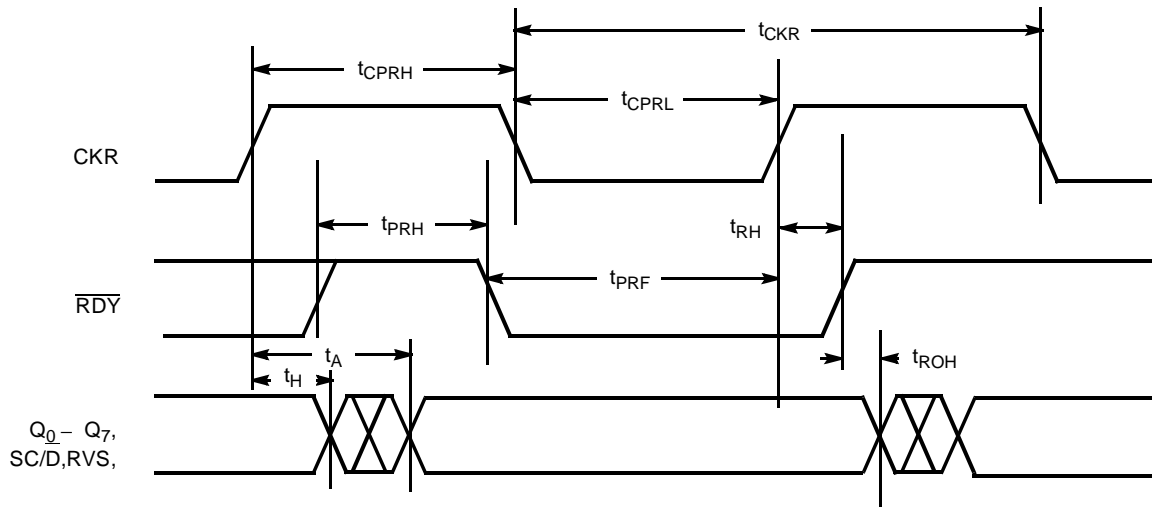 tCKR
tCPRH
tCPRL
CKR
tPRH
tRH
tPRF
RDY
tA
tROH
tH
Q0 – Q7,
SC/D,RVS,